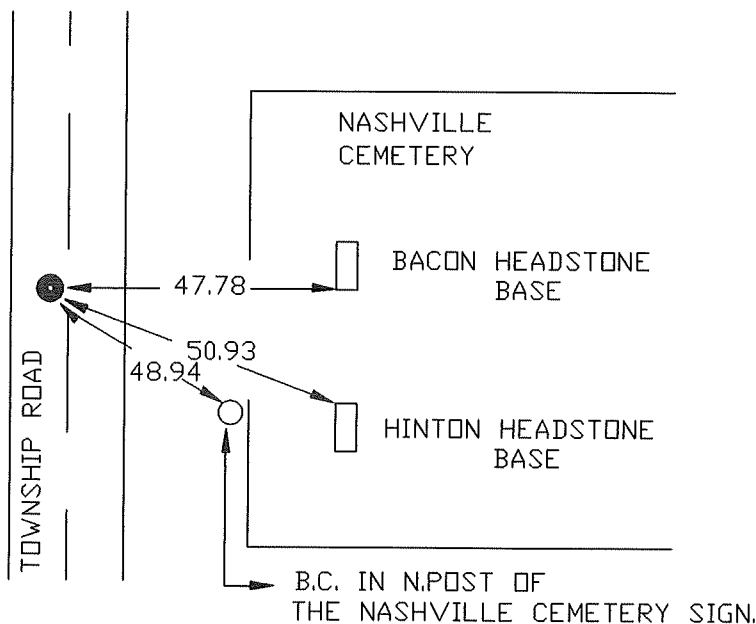 NASHVILLE
CEMETERY
BACON HEADSTONE
BASE
47.78
50.93
48.94
TOWNSHIP ROAD
HINTON HEADSTONE
BASE
B.C. IN N.POST OF
THE NASHVILLE CEMETERY SIGN.